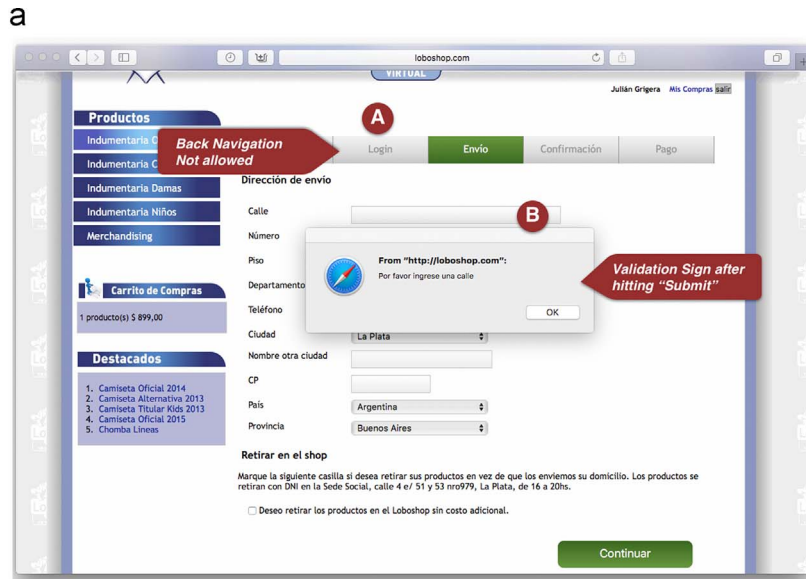 a
loboshop.com
VIRTUAL
Julián Grigera Mis Compras salir
Productos
Indumentaria
Indumentaria
Indumentaria Damas
Indumentaria Niños
Merchandising
A
Back Navigation
Not allowed
Login
Envío
Confirmación
Pago
Dirección de envío
Calle
Número
Piso
Departamento
Teléfono
Ciudad
La Plata
Nombre otra ciudad
CP
País
Argentina
Provincia
Buenos Aires
B
From "http://loboshop.com":
Por favor ingrese una calle
OK
Validation Sign after
hitting “Submit”
Carrito de Compras
1 producto(s) $ 899,00
Destacados
1. Camiseta Oficial 2014
2. Camiseta Alternativa 2013
3. Camiseta Titular Kids 2013
4. Camiseta Oficial 2015
5. Chomba Lineas
Retirar en el shop
Marque la siguiente casilla si desea retirar sus productos en vez de que los enviemos su domicilio. Los productos se
retiran con DNI en la Sede Social, calle 4 e/ 51 y 53 nro979, La Plata, de 16 a 20hs.
Deseo retirar los productos en el Loboshop sin costo adicional.
Continuar